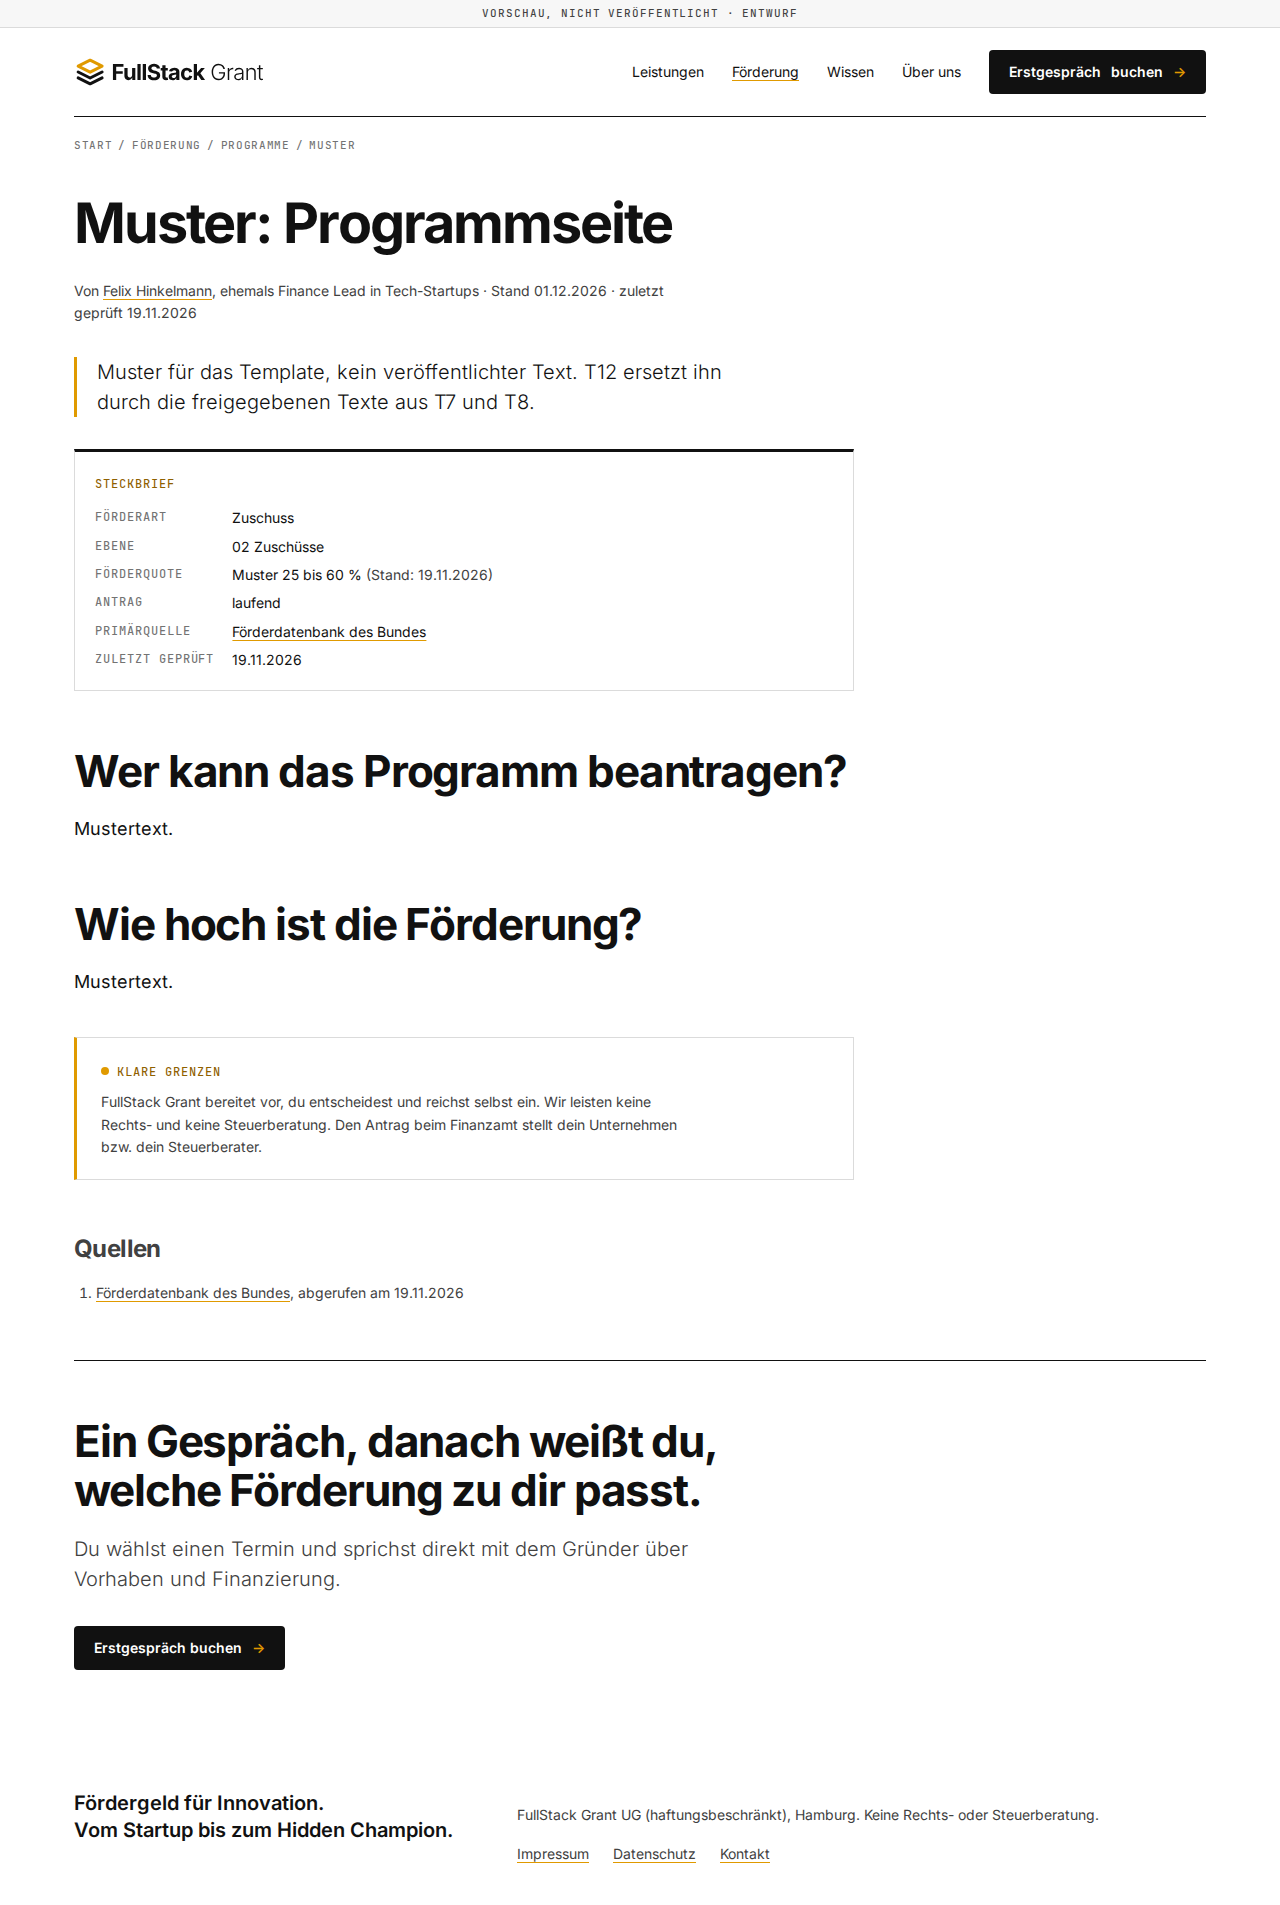 VORSCHAU, NICHT VERÖFFENTLICHT · ENTWURF
FullStack Grant
Leistungen Förderung Wissen Über uns Erstgespräch buchen →
START / FÖRDERUNG / PROGRAMME / MUSTER
Muster: Programmseite
Von Felix Hinkelmann, ehemals Finance Lead in Tech-Startups · Stand 01.12.2026 · zuletzt
geprüft 19.11.2026
Muster für das Template, kein veröffentlichter Text. T12 ersetzt ihn
durch die freigegebenen Texte aus T7 und T8.
STECKBRIEF
FÖRDERART Zuschuss
EBENE 02 Zuschüsse
FÖRDERQUOTE Muster 25 bis 60 % (Stand: 19.11.2026)
ANTRAG laufend
PRIMÄRQUELLE Förderdatenbank des Bundes
ZULETZT GEPRÜFT 19.11.2026
Wer kann das Programm beantragen?
Mustertext.
Wie hoch ist die Förderung?
Mustertext.
KLARE GRENZEN
FullStack Grant bereitet vor, du entscheidest und reichst selbst ein. Wir leisten keine
Rechts- und keine Steuerberatung. Den Antrag beim Finanzamt stellt dein Unternehmen
bzw. dein Steuerberater.
Quellen
1. Förderdatenbank des Bundes, abgerufen am 19.11.2026
Ein Gespräch, danach weißt du,
welche Förderung zu dir passt.
Du wählst einen Termin und sprichst direkt mit dem Gründer über
Vorhaben und Finanzierung.
Erstgespräch buchen →
Fördergeld für Innovation.
Vom Startup bis zum Hidden Champion.
FullStack Grant UG (haftungsbeschränkt), Hamburg. Keine Rechts- oder Steuerberatung.
Impressum Datenschutz Kontakt